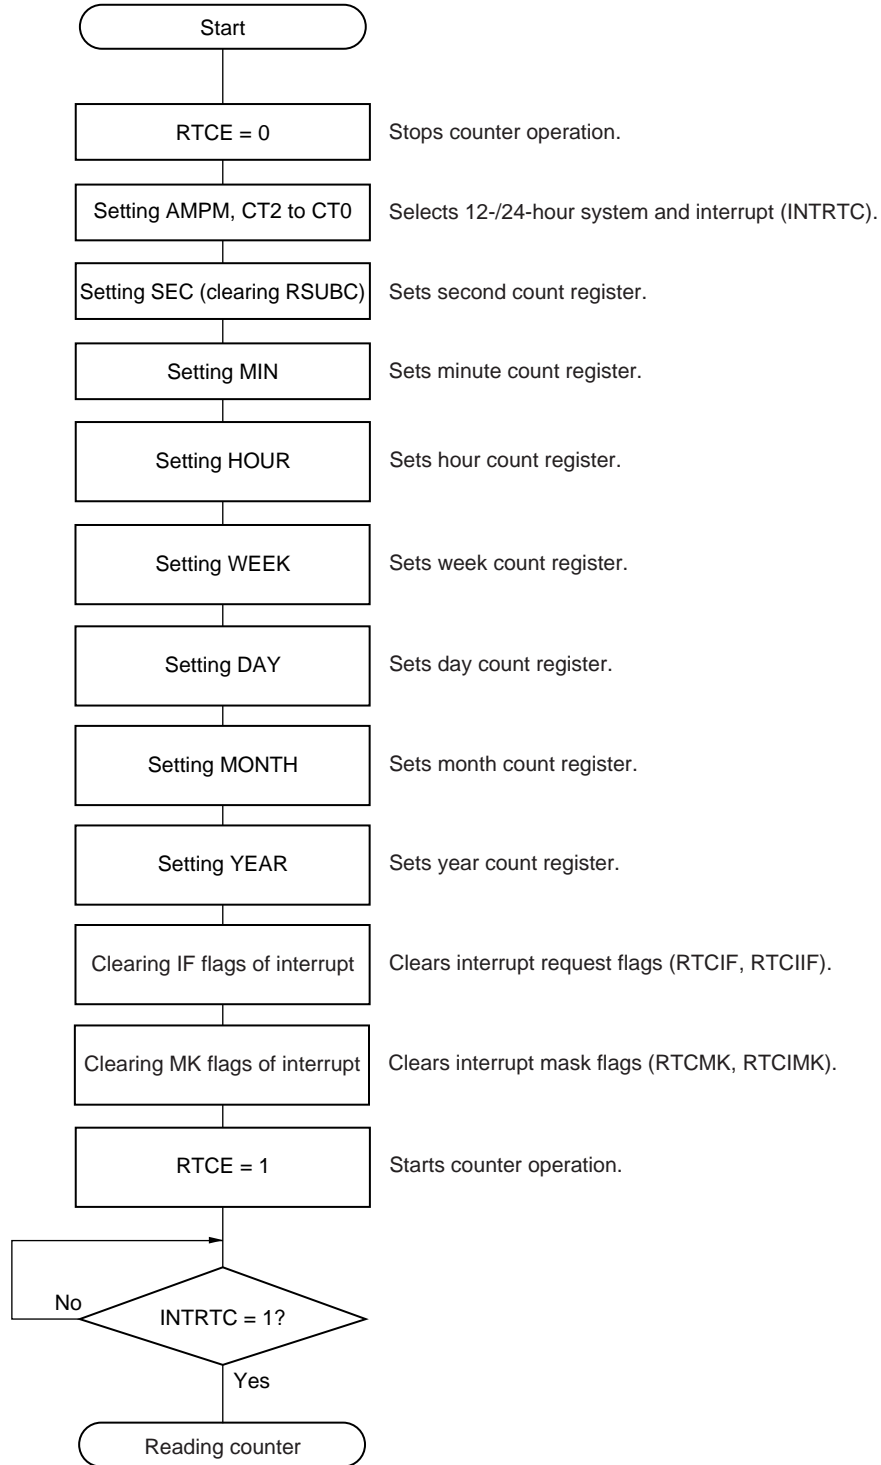 Start
RTCE = 0
Stops counter operation.
Setting AMPM, CT2 to CT0
Selects 12-/24-hour system and interrupt (INTRTC).
Setting SEC (clearing RSUBC)
Sets second count register.
Setting MIN
Sets minute count register.
Setting HOUR
Sets hour count register.
Setting WEEK
Sets week count register.
Setting DAY
Sets day count register.
Setting MONTH
Sets month count register.
Setting YEAR
Sets year count register.
Clearing IF flags of interrupt
Clears interrupt request flags (RTCIF, RTCIIF).
Clearing MK flags of interrupt
Clears interrupt mask flags (RTCMK, RTCIMK).
RTCE = 1
Starts counter operation.
No
INTRTC = 1?
Yes
Reading counter